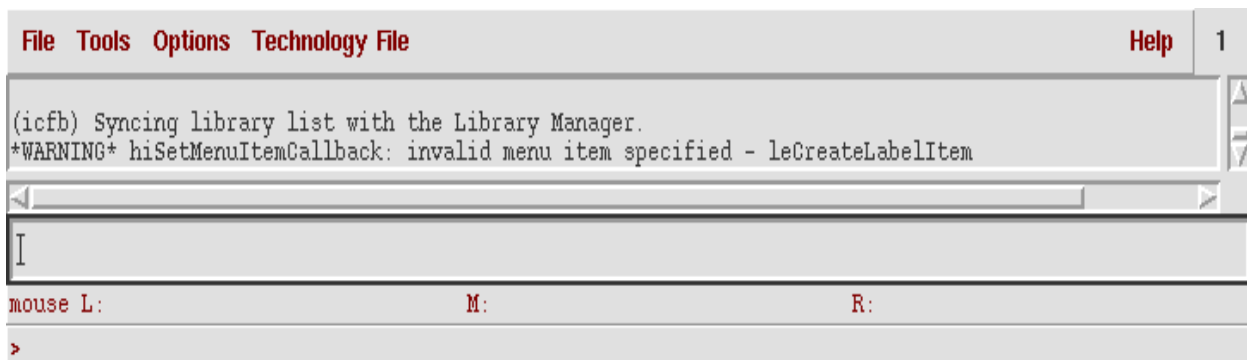 File Tools Options Technology File Help 1
(icfb) Syncing library list with the Library Manager.
*WARNING* hiSetMenuItemCallback: invalid menu item specified - leCreateLabelItem
mouse L: M: R:
>